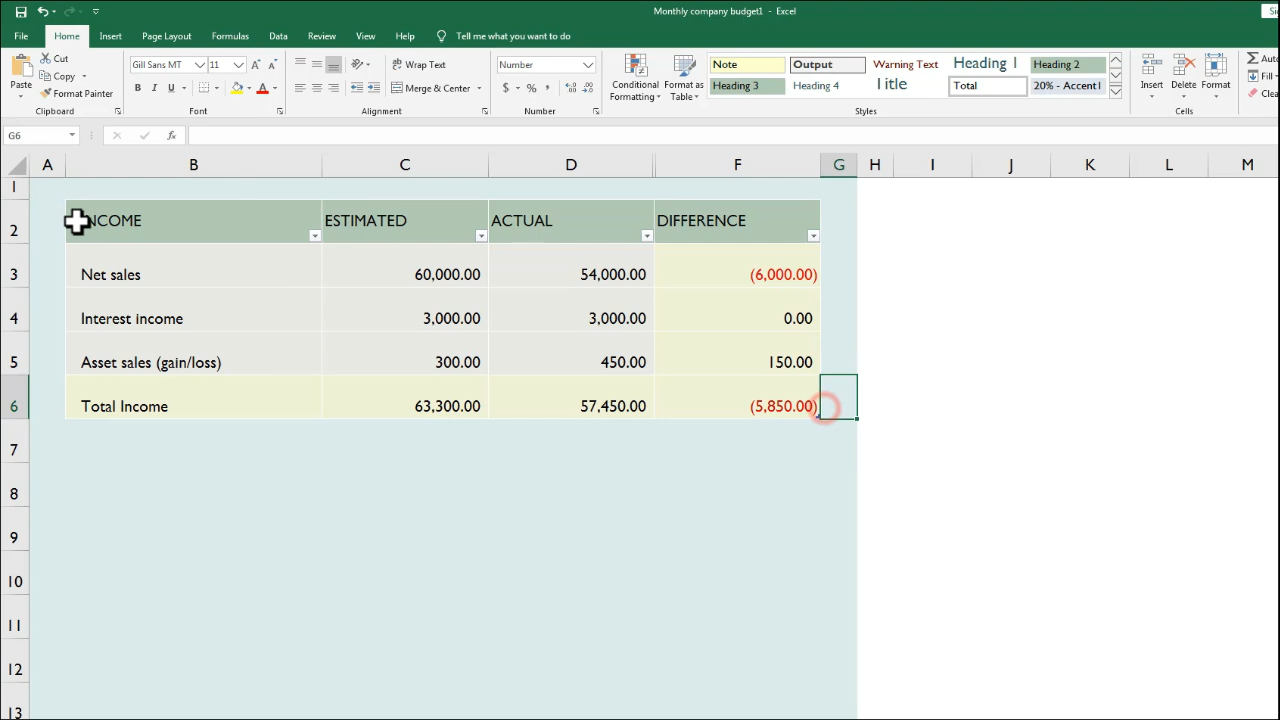 Monthly company budget1 - Excel
File Home Insert Page Layout Formulas Data Review View Help Tell me what you want to do
Paste
Cut
Copy
Format Painter
Clipboard
Gill Sans MT 11
B I U
Font
Wrap Text
Merge & Center
Alignment
Number
$ % ,
Number
Conditional
Formatting
Format as
Table
Note Output Warning Text Heading 1 Heading 2
Heading 3 Heading 4 Title Total 20% - Accent1
Styles
Insert Delete Format
Cells
Fill
G6 fx
A B C D F G H I J K L M
1
2 INCOME ESTIMATED ACTUAL DIFFERENCE
3 Net sales 60,000.00 54,000.00 (6,000.00)
4 Interest income 3,000.00 3,000.00 0.00
5 Asset sales (gain/loss) 300.00 450.00 150.00
6 Total Income 63,300.00 57,450.00 (5,850.00)
7
8
9
10
11
12
13